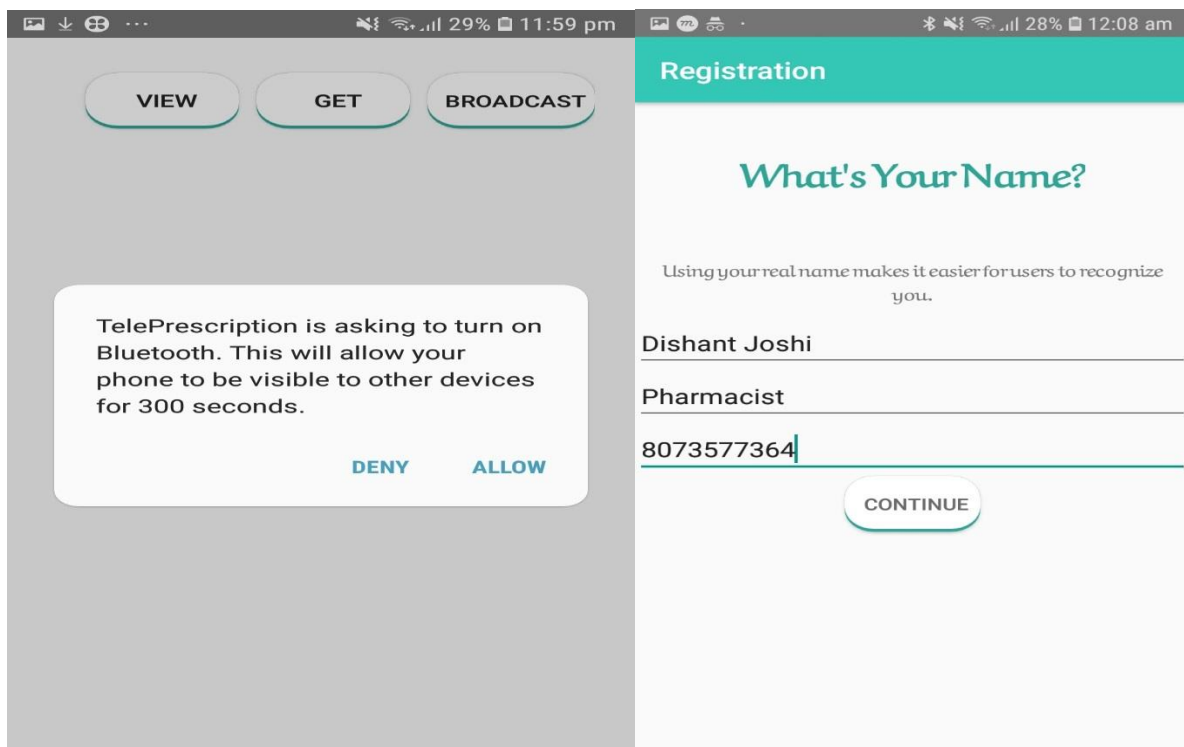 29% 11:59 pm
VIEW GET BROADCAST
TelePrescription is asking to turn on
Bluetooth. This will allow your
phone to be visible to other devices
for 300 seconds.
DENY ALLOW
28% 12:08 am
Registration
What's Your Name?
Using your real name makes it easier for users to recognize
you.
Dishant Joshi
Pharmacist
8073577364
CONTINUE